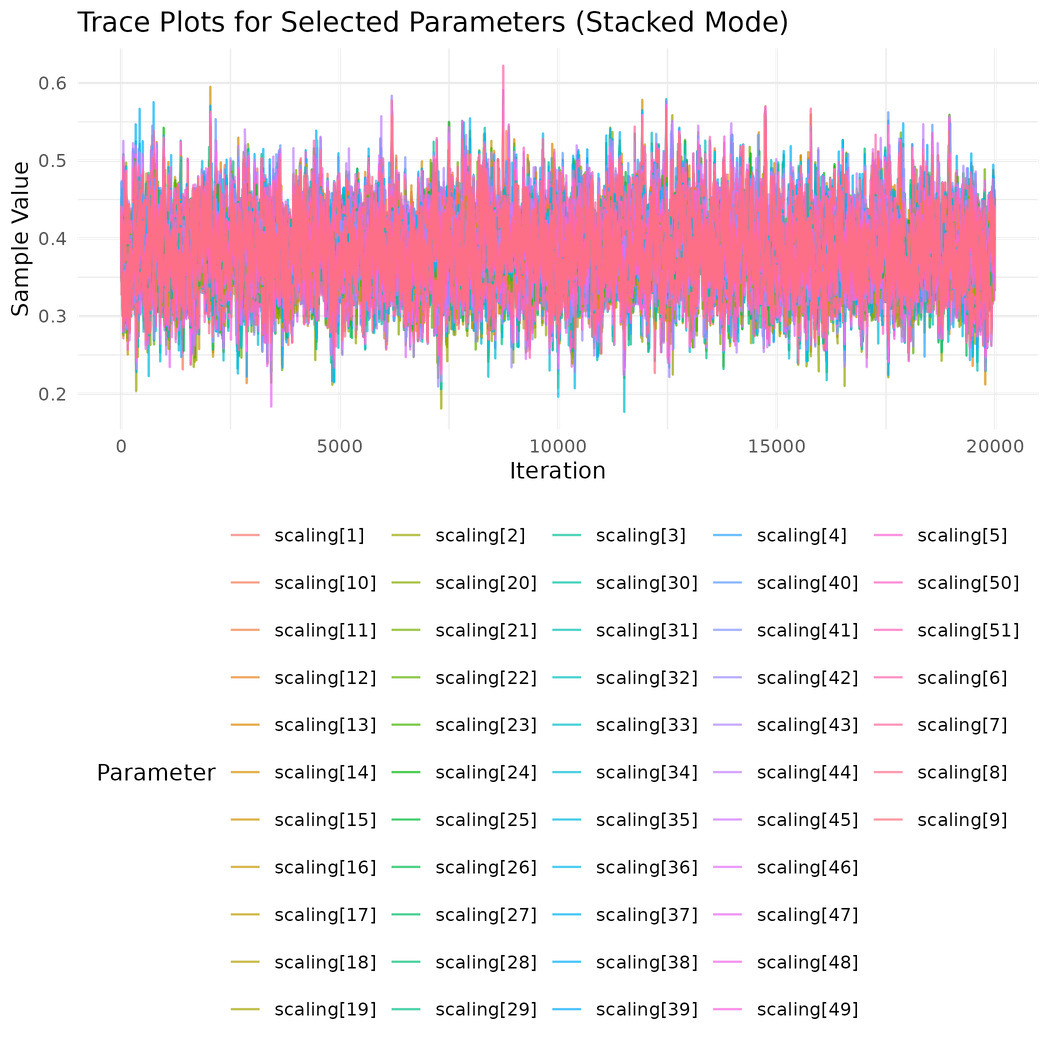 Trace Plots for Selected Parameters (Stacked Mode)
Sample Value
0.6
0.5
0.4
0.3
0.2
0 5000 10000 15000 20000
Iteration
Parameter
scaling[1] scaling[2] scaling[3] scaling[4] scaling[5]
scaling[10] scaling[20] scaling[30] scaling[40] scaling[50]
scaling[11] scaling[21] scaling[31] scaling[41] scaling[51]
scaling[12] scaling[22] scaling[32] scaling[42] scaling[6]
scaling[13] scaling[23] scaling[33] scaling[43] scaling[7]
scaling[14] scaling[24] scaling[34] scaling[44] scaling[8]
scaling[15] scaling[25] scaling[35] scaling[45] scaling[9]
scaling[16] scaling[26] scaling[36] scaling[46]
scaling[17] scaling[27] scaling[37] scaling[47]
scaling[18] scaling[28] scaling[38] scaling[48]
scaling[19] scaling[29] scaling[39] scaling[49]